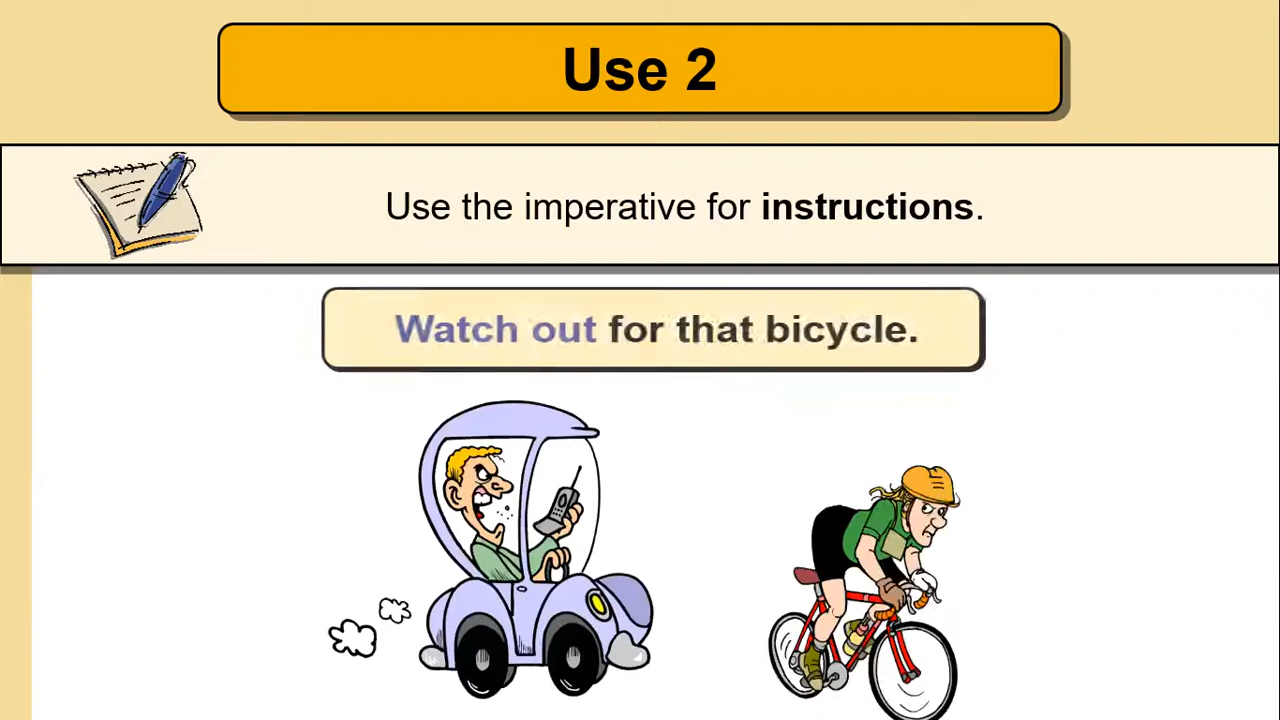 Use 2
Use the imperative for instructions.
Watch out for that bicycle.